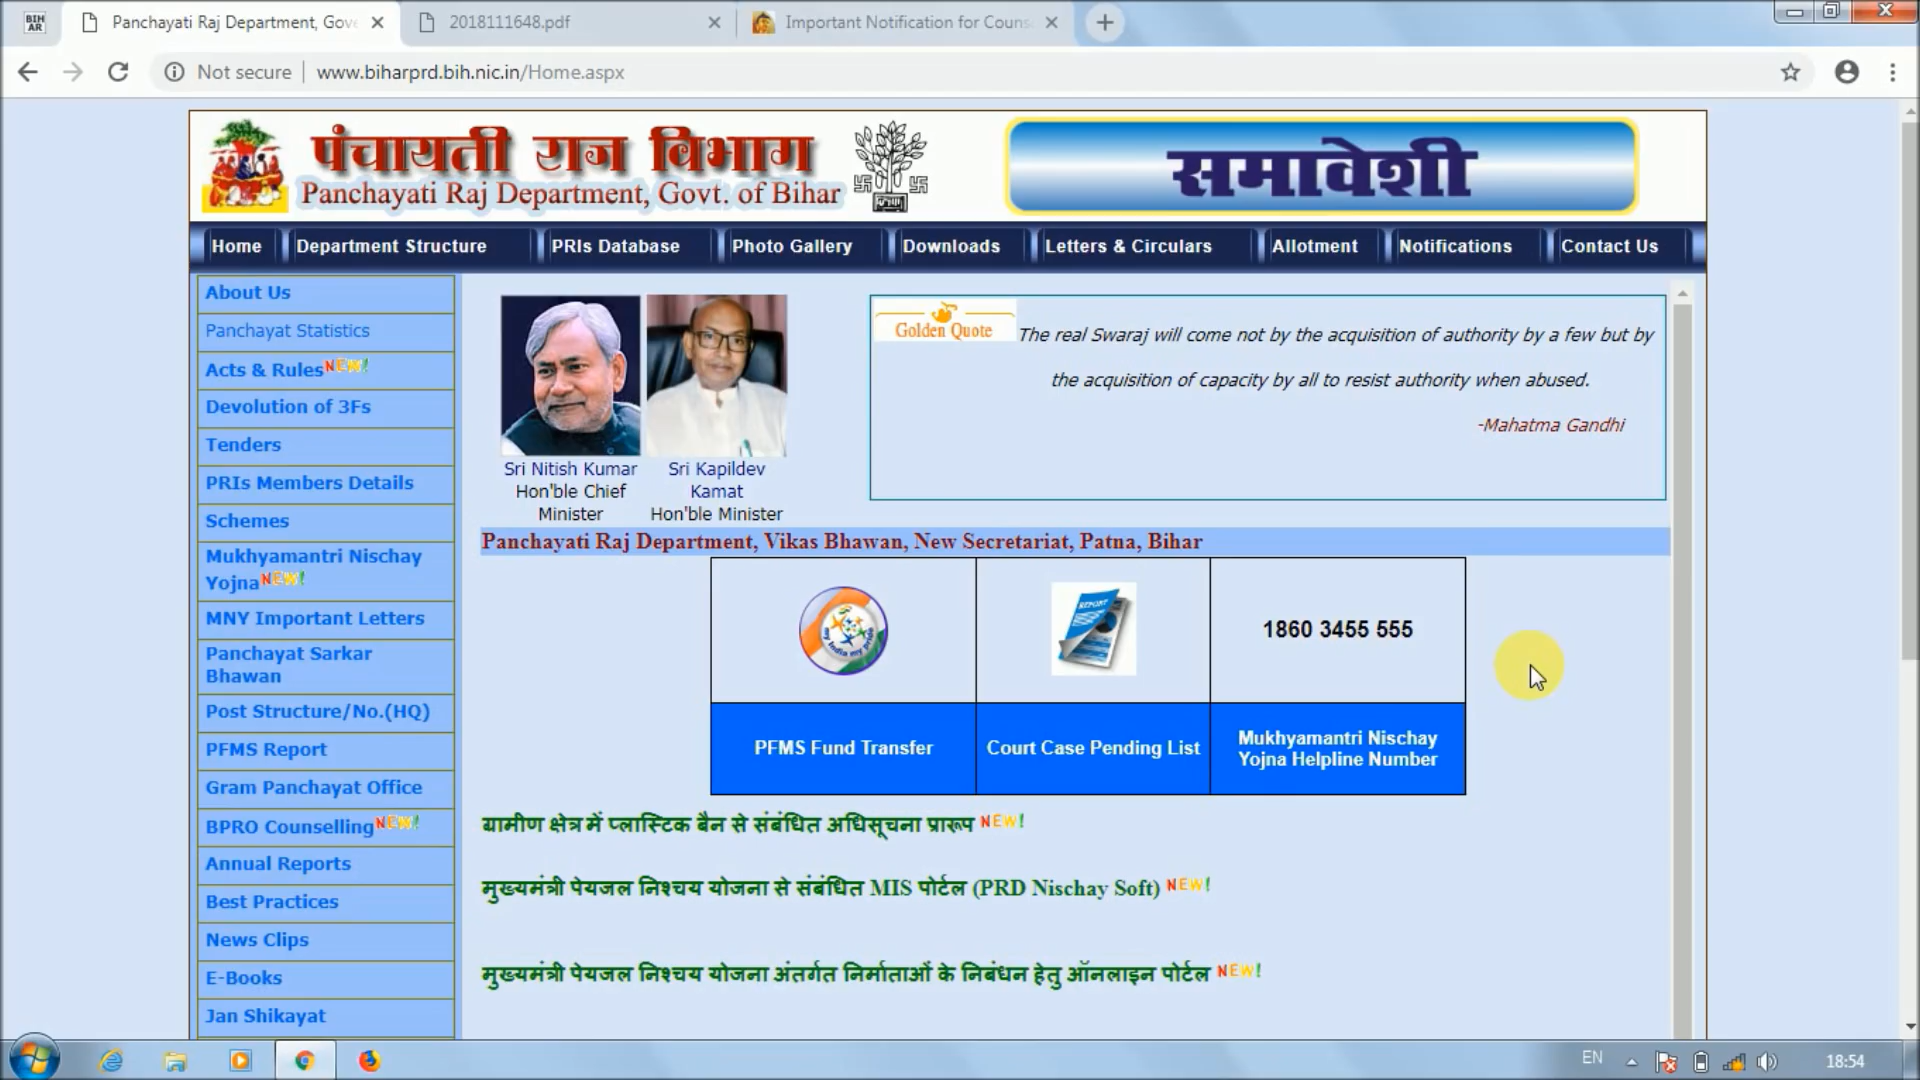 BIH AR
Panchayati Raj Department, Gov
2018111648.pdf
Important Notification for Couns
Not secure
www.biharprd.bih.nic.in/Home.aspx
पंचायती राज विभाग
Panchayati Raj Department, Govt. of Bihar
समावेशी
Home Department Structure PRIs Database Photo Gallery Downloads Letters & Circulars Allotment Notifications Contact Us
About Us
Panchayat Statistics
Acts & Rules NEW!
Devolution of 3Fs
Tenders
PRIs Members Details
Schemes
Mukhyamantri Nischay
Yojna NEW!
MNY Important Letters
Panchayat Sarkar
Bhawan
Post Structure/No.(HQ)
PFMS Report
Gram Panchayat Office
BPRO Counselling NEW!
Annual Reports
Best Practices
News Clips
E-Books
Jan Shikayat
Sri Nitish Kumar
Hon'ble Chief
Minister
Sri Kapildev
Kamat
Hon'ble Minister
Golden Quote
The real Swaraj will come not by the acquisition of authority by a few but by
the acquisition of capacity by all to resist authority when abused.
-Mahatma Gandhi
Panchayati Raj Department, Vikas Bhawan, New Secretariat, Patna, Bihar
my India my pride
REPORT
1860 3455 555
PFMS Fund Transfer
Court Case Pending List
Mukhyamantri Nischay
Yojna Helpline Number
ग्रामीण क्षेत्र में प्लास्टिक बैन से संबंधित अधिसूचना प्रारूप NEW!
मुख्यमंत्री पेयजल निश्चय योजना से संबंधित MIS पोर्टल (PRD Nischay Soft) NEW!
मुख्यमंत्री पेयजल निश्चय योजना अंतर्गत निर्माताओं के निबंधन हेतु ऑनलाइन पोर्टल NEW!
EN
18:54